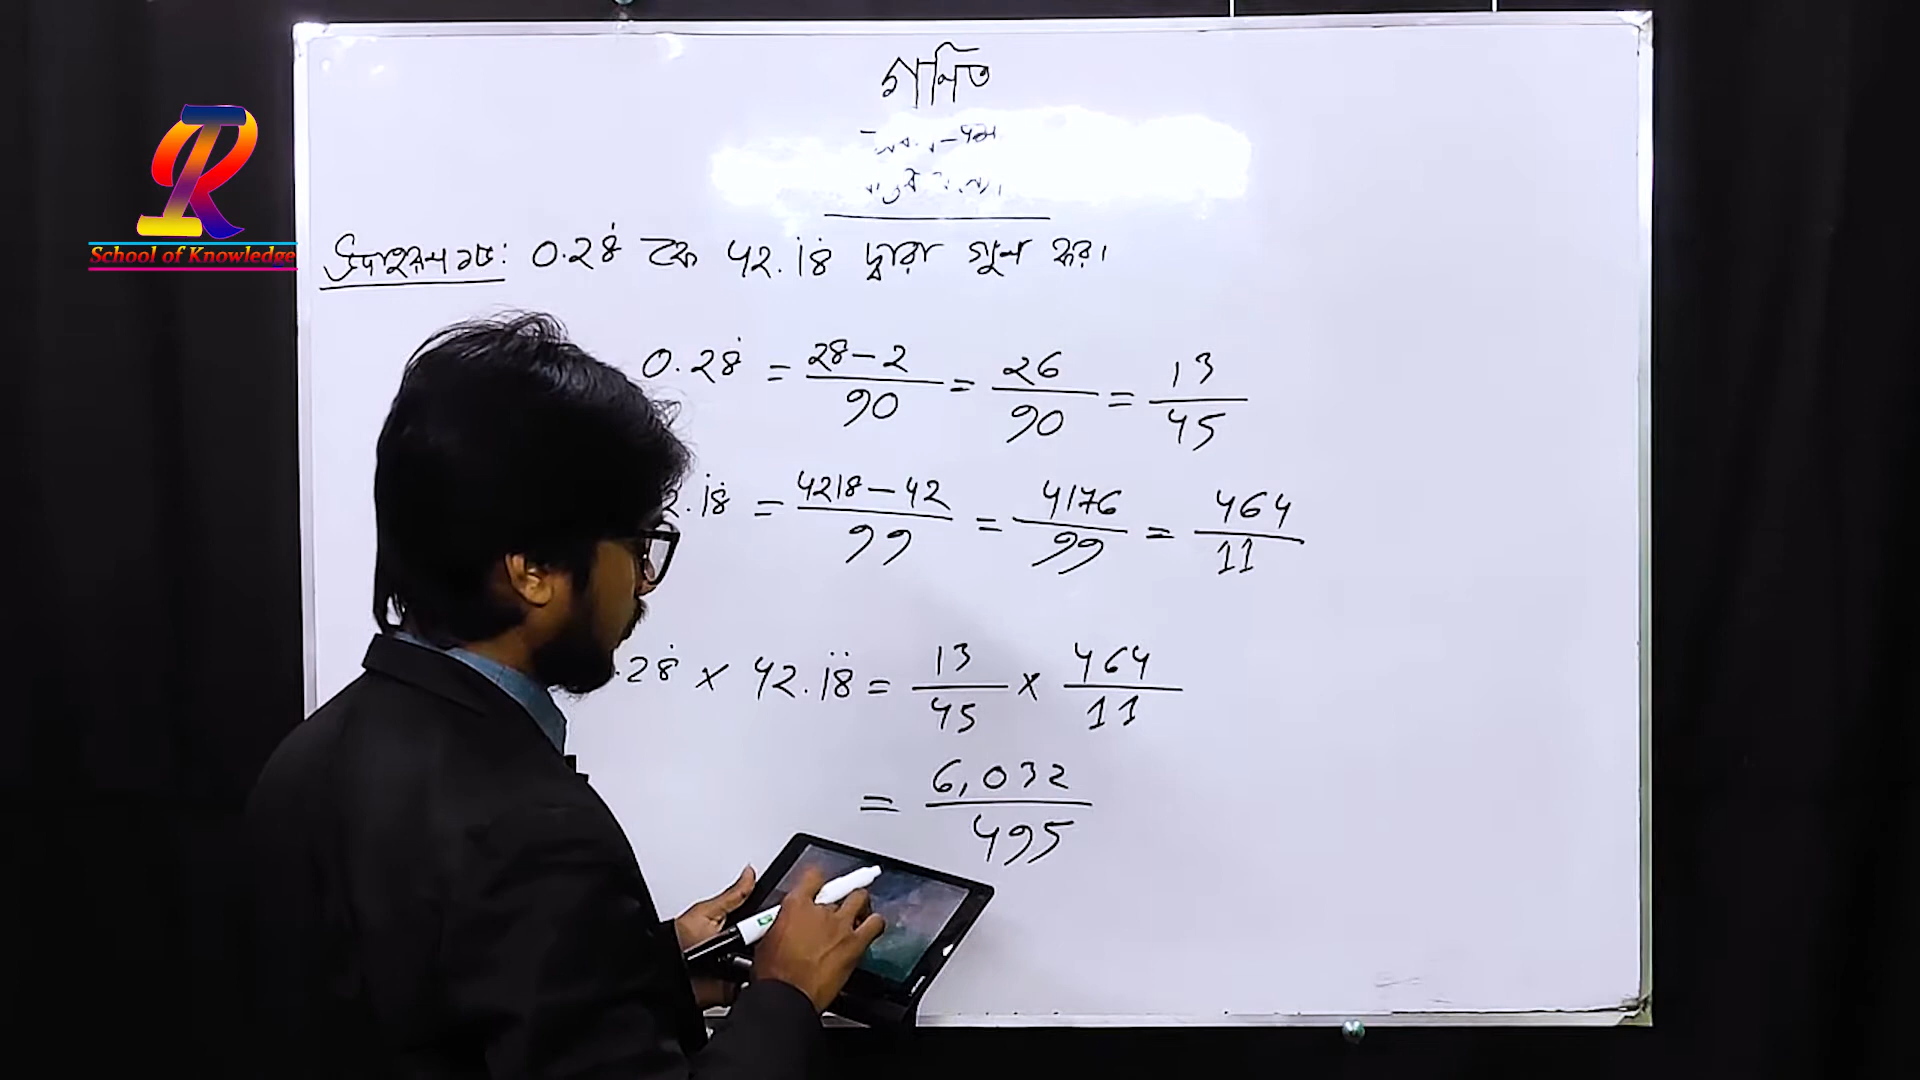 গণিত
School of Knowledge
উদাহরণ ১৩: 0.28̇ কে 42.1̇8̇ দ্বারা গুণ কর।
0.28̇ = 28-2/90 = 26/90 = 13/45
2.1̇8̇ = 4218-42/99 = 4176/99 = 464/11
.28̇ × 42.1̇8̇ = 13/45 × 464/11
= 6,032/495